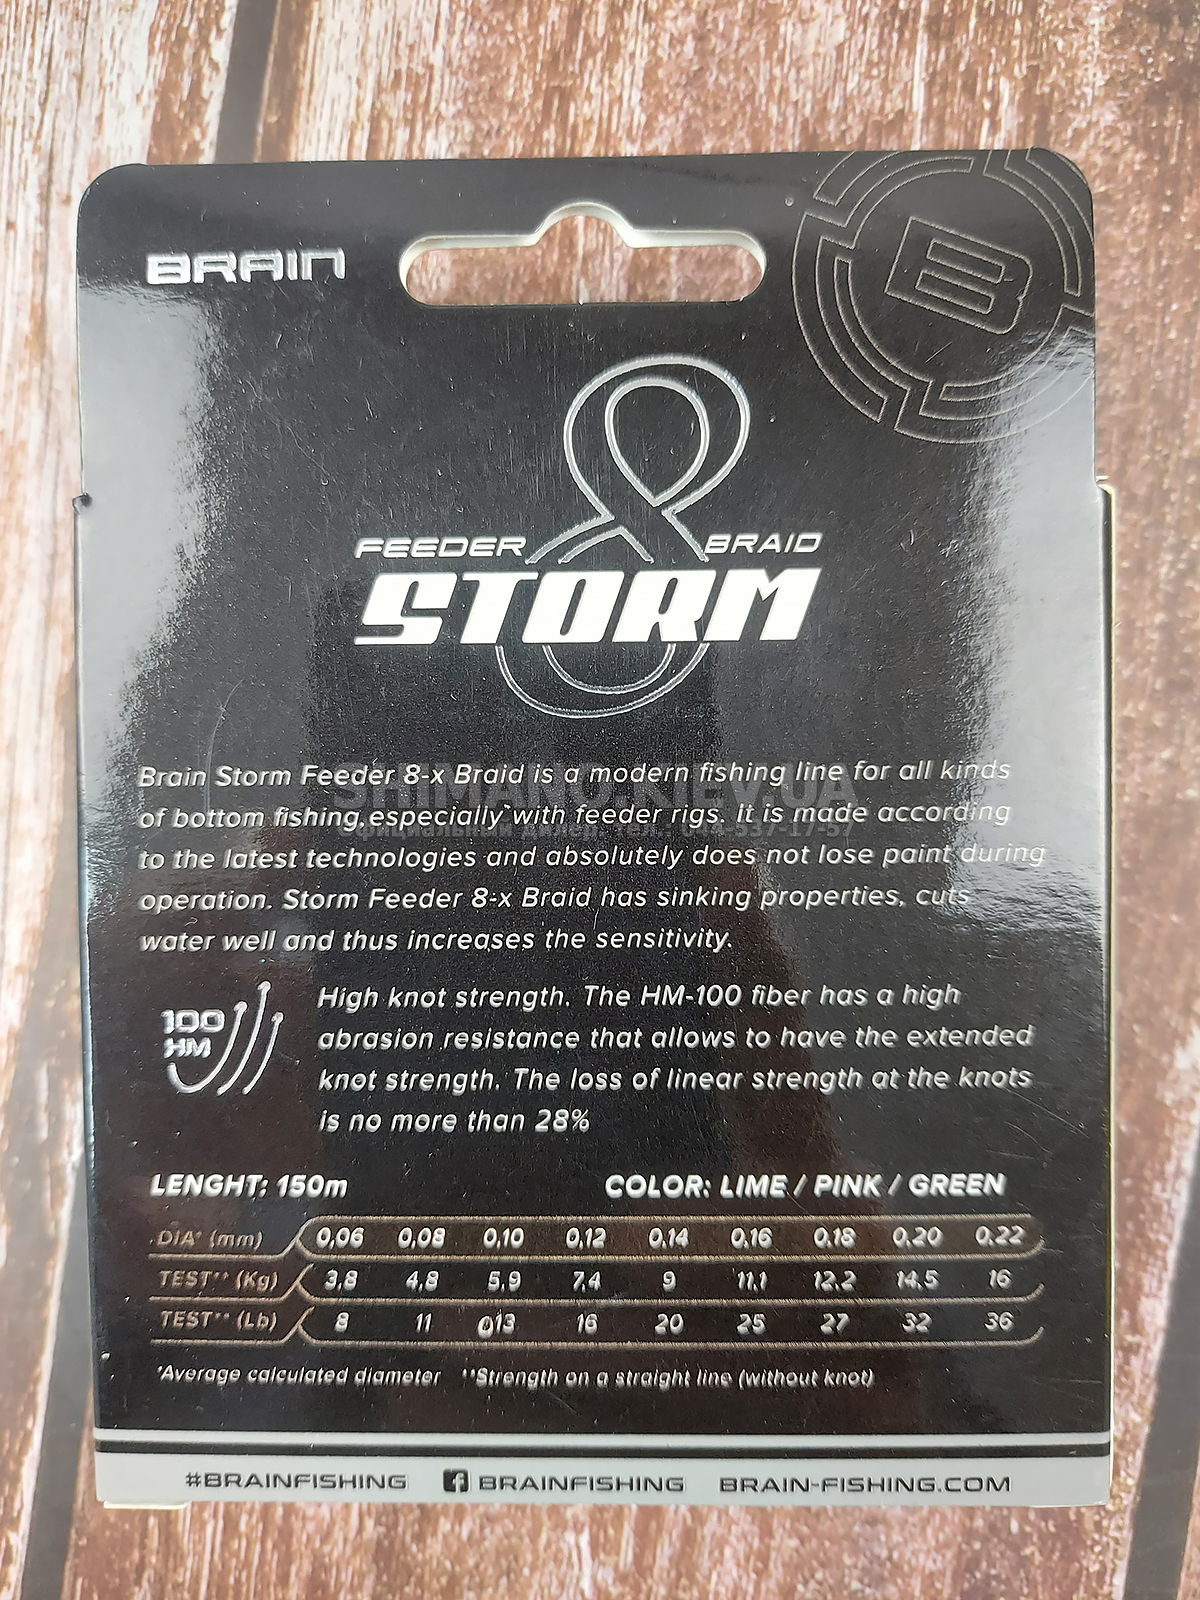 BRAIN
B
8
FEEDER BRAID
STORM
Brain Storm Feeder 8-x Braid is a modern fishing line for all kinds
of bottom fishing, especially with feeder rigs. It is made according
to the latest technologies and absolutely does not lose paint during
operation. Storm Feeder 8-x Braid has sinking properties, cuts
water well and thus increases the sensitivity.
SHIMANO.KIEV.UA
официальный дилер, тел.: 044-537-17-57
100
HM
High knot strength. The HM-100 fiber has a high
abrasion resistance that allows to have the extended
knot strength. The loss of linear strength at the knots
is no more than 28%
LENGHT: 150m COLOR: LIME / PINK / GREEN
DIA* (mm) 0,06 0,08 0,10 0,12 0,14 0,16 0,18 0,20 0,22
TEST** (Kg) 3,8 4,8 5,9 7,4 9 11,1 12.2 14.5 16
TEST** (Lb) 8 11 13 16 20 25 27 32 36
*Average calculated diameter **Strength on a straight line (without knot)
#BRAINFISHING f BRAINFISHING BRAIN-FISHING.COM